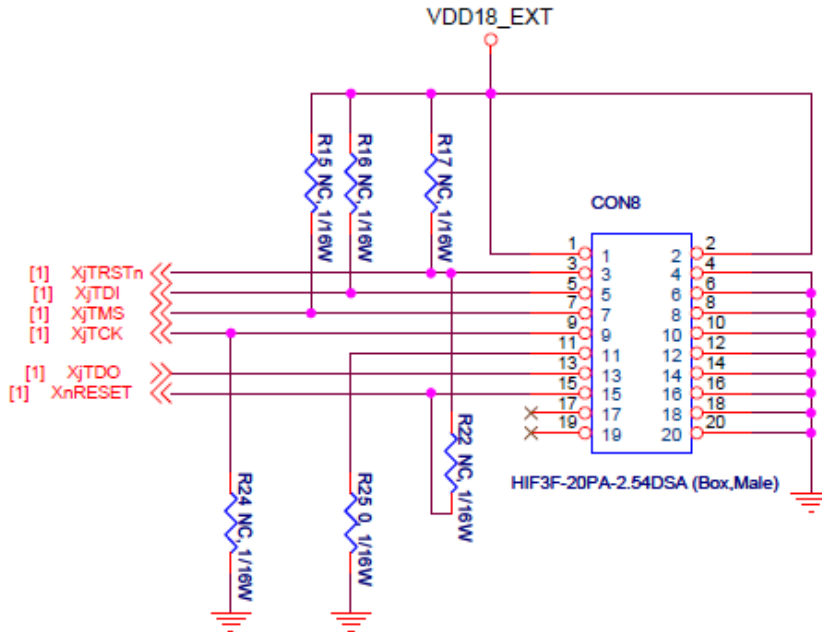 VDD18_EXT
R15 NC, 1/16W
R16 NC, 1/16W
R17 NC, 1/16W
CON8
1 1 2 2
[1] XjTRSTn 3 3 4 4
[1] XjTDI 5 5 6 6
[1] XjTMS 7 7 8 8
[1] XjTCK 9 9 10 10
11 11 12 12
[1] XjTDO 13 13 14 14
[1] XnRESET 15 15 16 16
17 17 18 18
19 19 20 20
R22 NC, 1/16W
HIF3F-20PA-2.54DSA (Box,Male)
R24 NC, 1/16W
R25 0, 1/16W